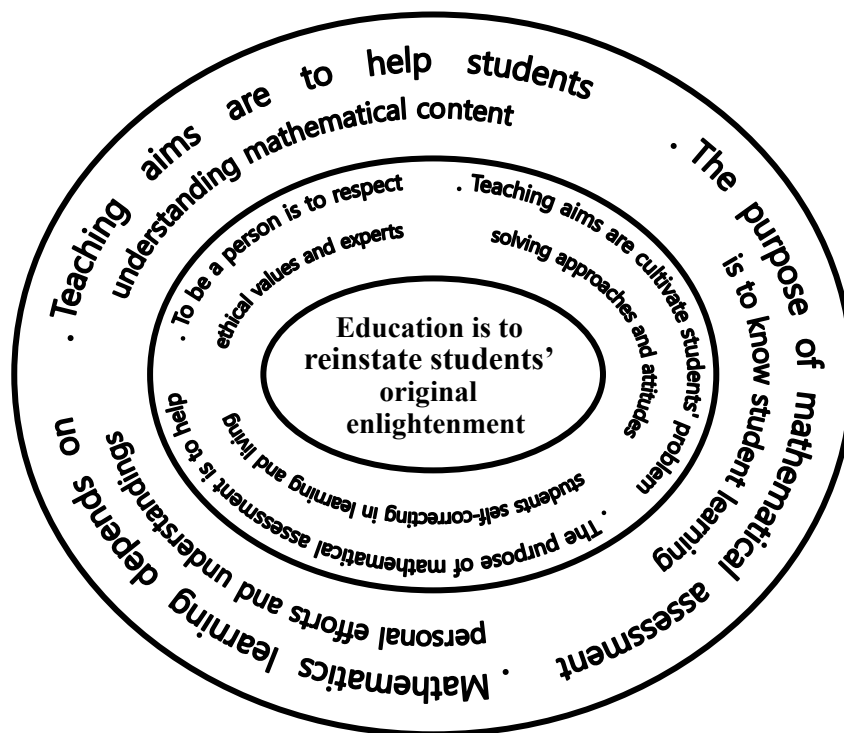 · Teaching aims are to help students
understanding mathematical content
· The purpose of mathematical assessment
is to know student learning
· Mathematics learning depends on
personal efforts and understandings
· To be a person is to respect
ethical values and experts
· Teaching aims are cultivate students' problem
solving approaches and attitudes
· The purpose of mathematical assessment is to help
students self-correcting in learning and living
Education is to
reinstate students’
original
enlightenment